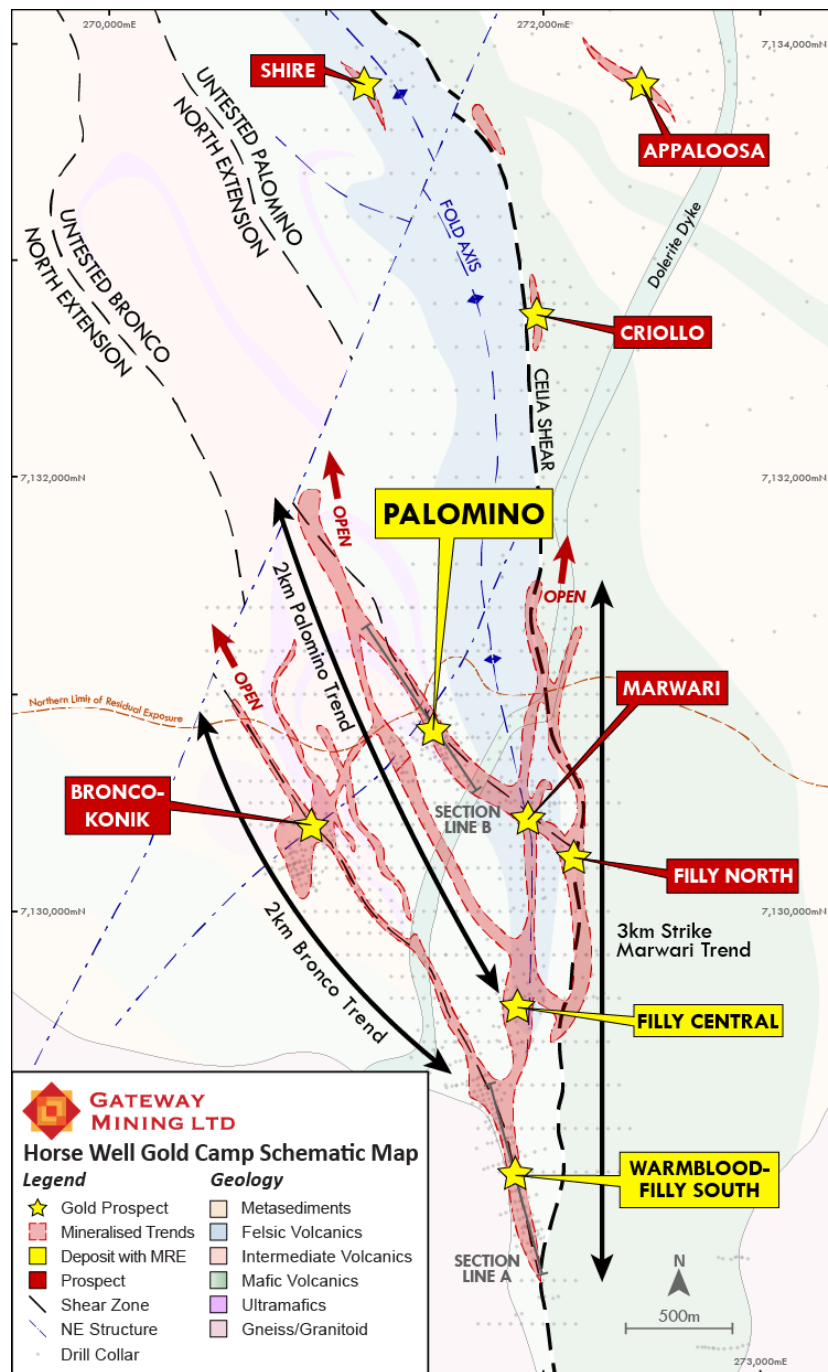 270,000mE
272,000mE
7,134,000mN
SHIRE
APPALOOSA
UNTESTED PALOMINO
NORTH EXTENSION
UNTESTED BRONCO
NORTH EXTENSION
FOLD AXIS
Dolerite Dyke
CRIOLLO
CELIA SHEAR
7,132,000mN
7,132,000mN
PALOMINO
OPEN
OPEN
2km Palomino Trend
OPEN
MARWARI
Northern Limit of Residual Exposure
BRONCO-
KONIK
SECTION
LINE B
FILLY NORTH
7,130,000mN
7,130,000mN
3km Strike
Marwari Trend
2km Bronco Trend
FILLY CENTRAL
WARMBLOOD-
FILLY SOUTH
SECTION
LINE A
N
500m
273,000mE
GATEWAY
MINING LTD
Horse Well Gold Camp Schematic Map
Legend
Gold Prospect
Mineralised Trends
Deposit with MRE
Prospect
Shear Zone
NE Structure
Drill Collar
Geology
Metasediments
Felsic Volcanics
Intermediate Volcanics
Mafic Volcanics
Ultramafics
Gneiss/Granitoid